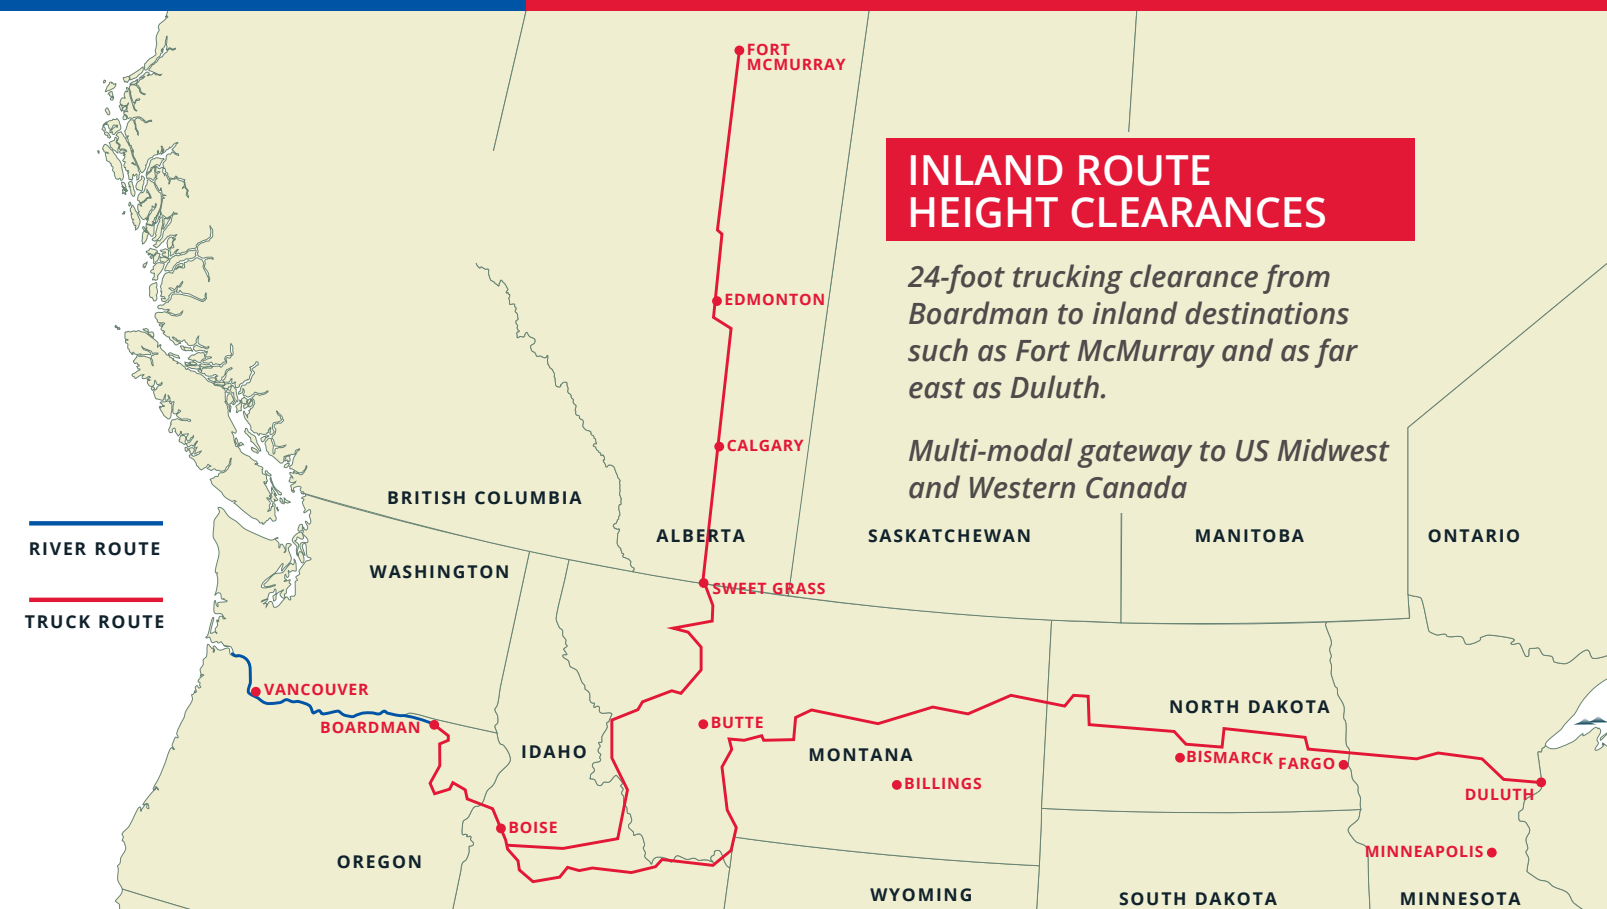 FORT
MCMURRAY
INLAND ROUTE
HEIGHT CLEARANCES
24-foot trucking clearance from
Boardman to inland destinations
such as Fort McMurray and as far
east as Duluth.
Multi-modal gateway to US Midwest
and Western Canada
EDMONTON
CALGARY
BRITISH COLUMBIA
ALBERTA
SASKATCHEWAN
MANITOBA
ONTARIO
RIVER ROUTE
WASHINGTON
SWEET GRASS
TRUCK ROUTE
VANCOUVER
BOARDMAN
BUTTE
NORTH DAKOTA
IDAHO
MONTANA
BISMARCK
FARGO
BILLINGS
DULUTH
BOISE
MINNEAPOLIS
OREGON
WYOMING
SOUTH DAKOTA
MINNESOTA